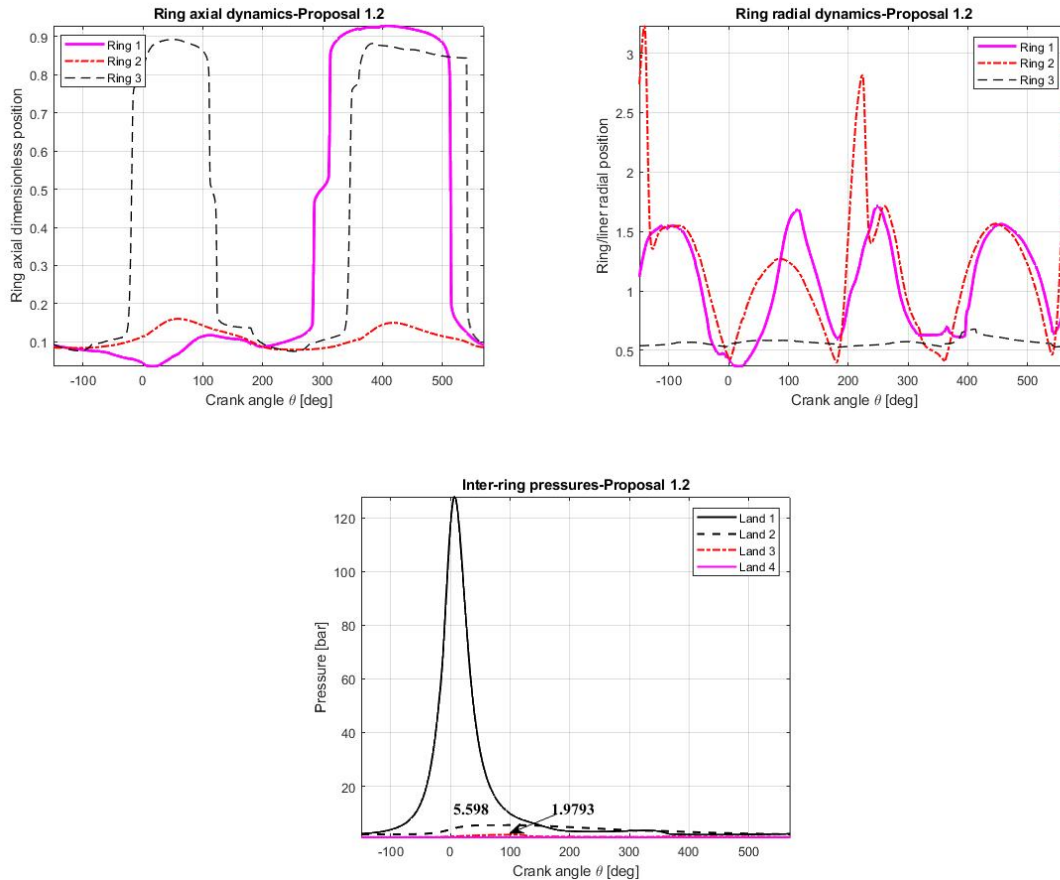 Ring axial dynamics-Proposal 1.2
Ring axial dimensionless position
0.9
0.8
0.7
0.6
0.5
0.4
0.3
0.2
0.1
Ring 1
Ring 2
Ring 3
-100 0 100 200 300 400 500
Crank angle θ [deg]
Ring radial dynamics-Proposal 1.2
Ring/liner radial position
3
2.5
2
1.5
1
0.5
Ring 1
Ring 2
Ring 3
-100 0 100 200 300 400 500
Crank angle θ [deg]
Inter-ring pressures-Proposal 1.2
Pressure [bar]
120
100
80
60
40
20
Land 1
Land 2
Land 3
Land 4
5.598 1.9793
-100 0 100 200 300 400 500
Crank angle θ [deg]